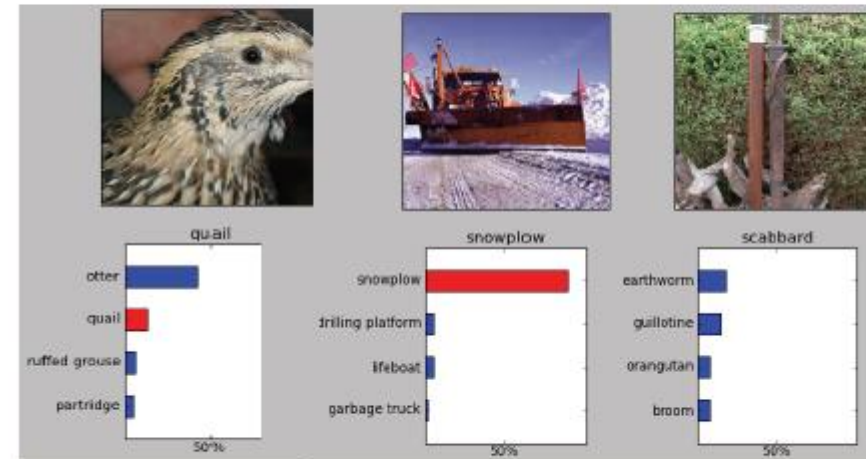 quail
otter
quail
ruffed grouse
partridge
50%
snowplow
snowplow
drilling platform
lifeboat
garbage truck
50%
scabbard
earthworm
guillotine
orangutan
broom
50%